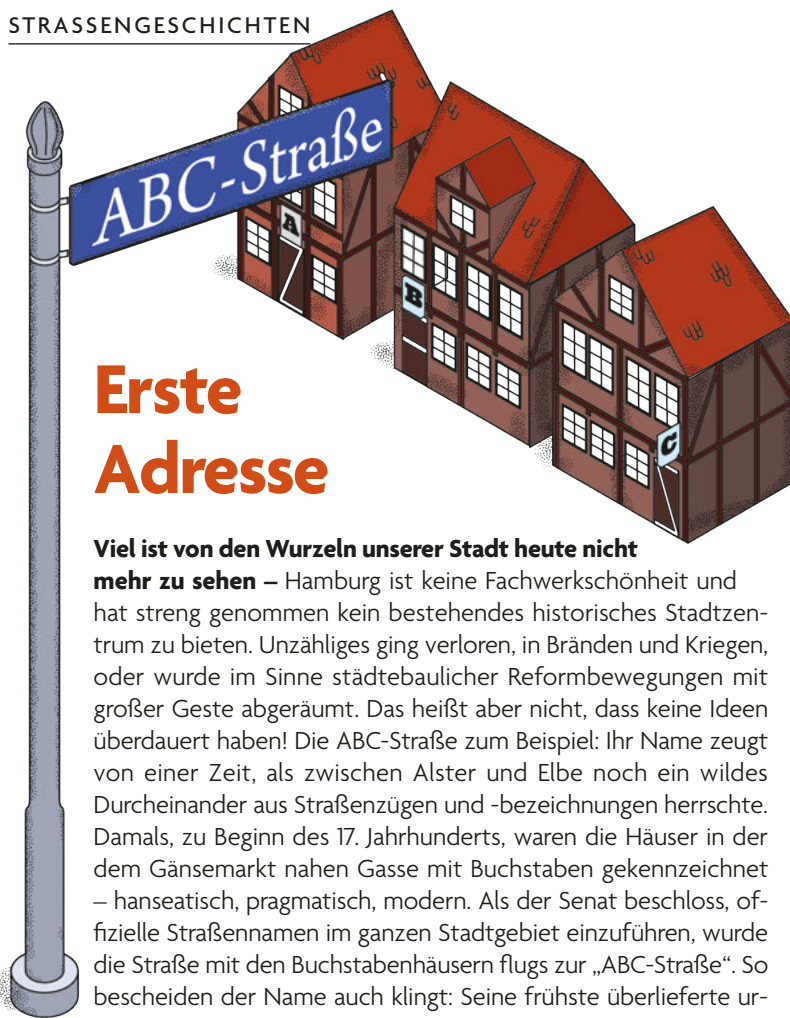 STRASSENGESCHICHTEN
ABC-Straße
A
B
C
Erste
Adresse
Viel ist von den Wurzeln unserer Stadt heute nicht
mehr zu sehen – Hamburg ist keine Fachwerkschönheit und
hat streng genommen kein bestehendes historisches Stadtzen-
trum zu bieten. Unzähliges ging verloren, in Bränden und Kriegen,
oder wurde im Sinne städtebaulicher Reformbewegungen mit
großer Geste abgeräumt. Das heißt aber nicht, dass keine Ideen
überdauert haben! Die ABC-Straße zum Beispiel: Ihr Name zeugt
von einer Zeit, als zwischen Alster und Elbe noch ein wildes
Durcheinander aus Straßenzügen und -bezeichnungen herrschte.
Damals, zu Beginn des 17. Jahrhunderts, waren die Häuser in der
dem Gänsemarkt nahen Gasse mit Buchstaben gekennzeichnet
– hanseatisch, pragmatisch, modern. Als der Senat beschloss, of-
fizielle Straßennamen im ganzen Stadtgebiet einzuführen, wurde
die Straße mit den Buchstabenhäusern flugs zur „ABC-Straße“. So
bescheiden der Name auch klingt: Seine frühste überlieferte ur-